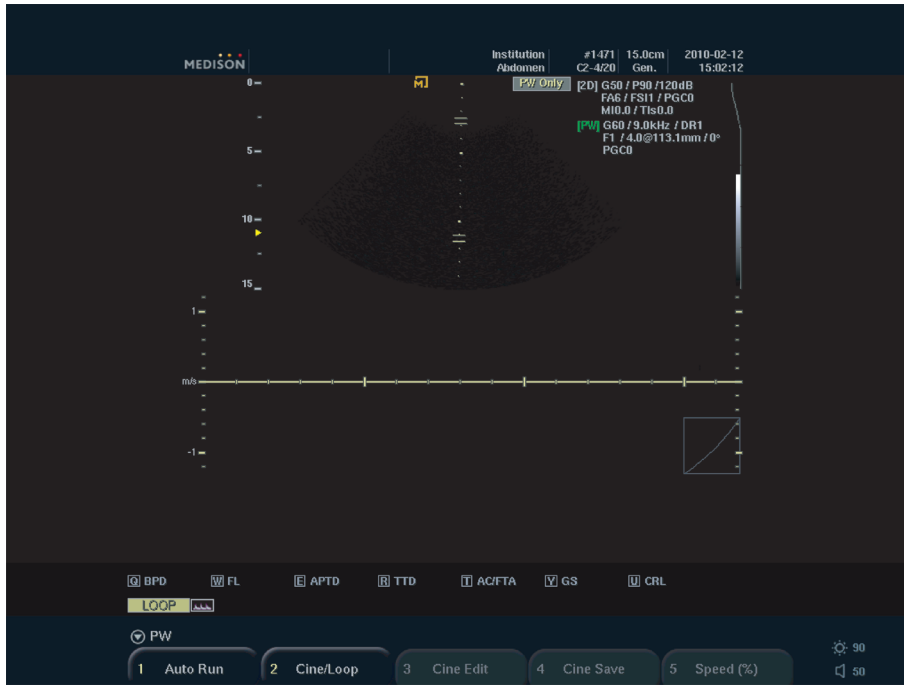 MEDISON
Institution #1471 15.0cm 2010-02-12
Abdomen C2-4/20 Gen. 15:02:12
0
M
PW Only
[2D] G50 / P90 /120dB
FA6 / FSI1 / PGC0
MI0.0 / TIs0.0
[PW] G60 / 9.0kHz / DR1
F1 / 4.0@113.1mm / 0°
PGC0
5
10
15
1
m/s
-1
Q BPD W FL E APTD R TTD T AC/FTA Y GS U CRL
LOOP
PW
1 Auto Run 2 Cine/Loop 3 Cine Edit 4 Cine Save 5 Speed (%)
90
50